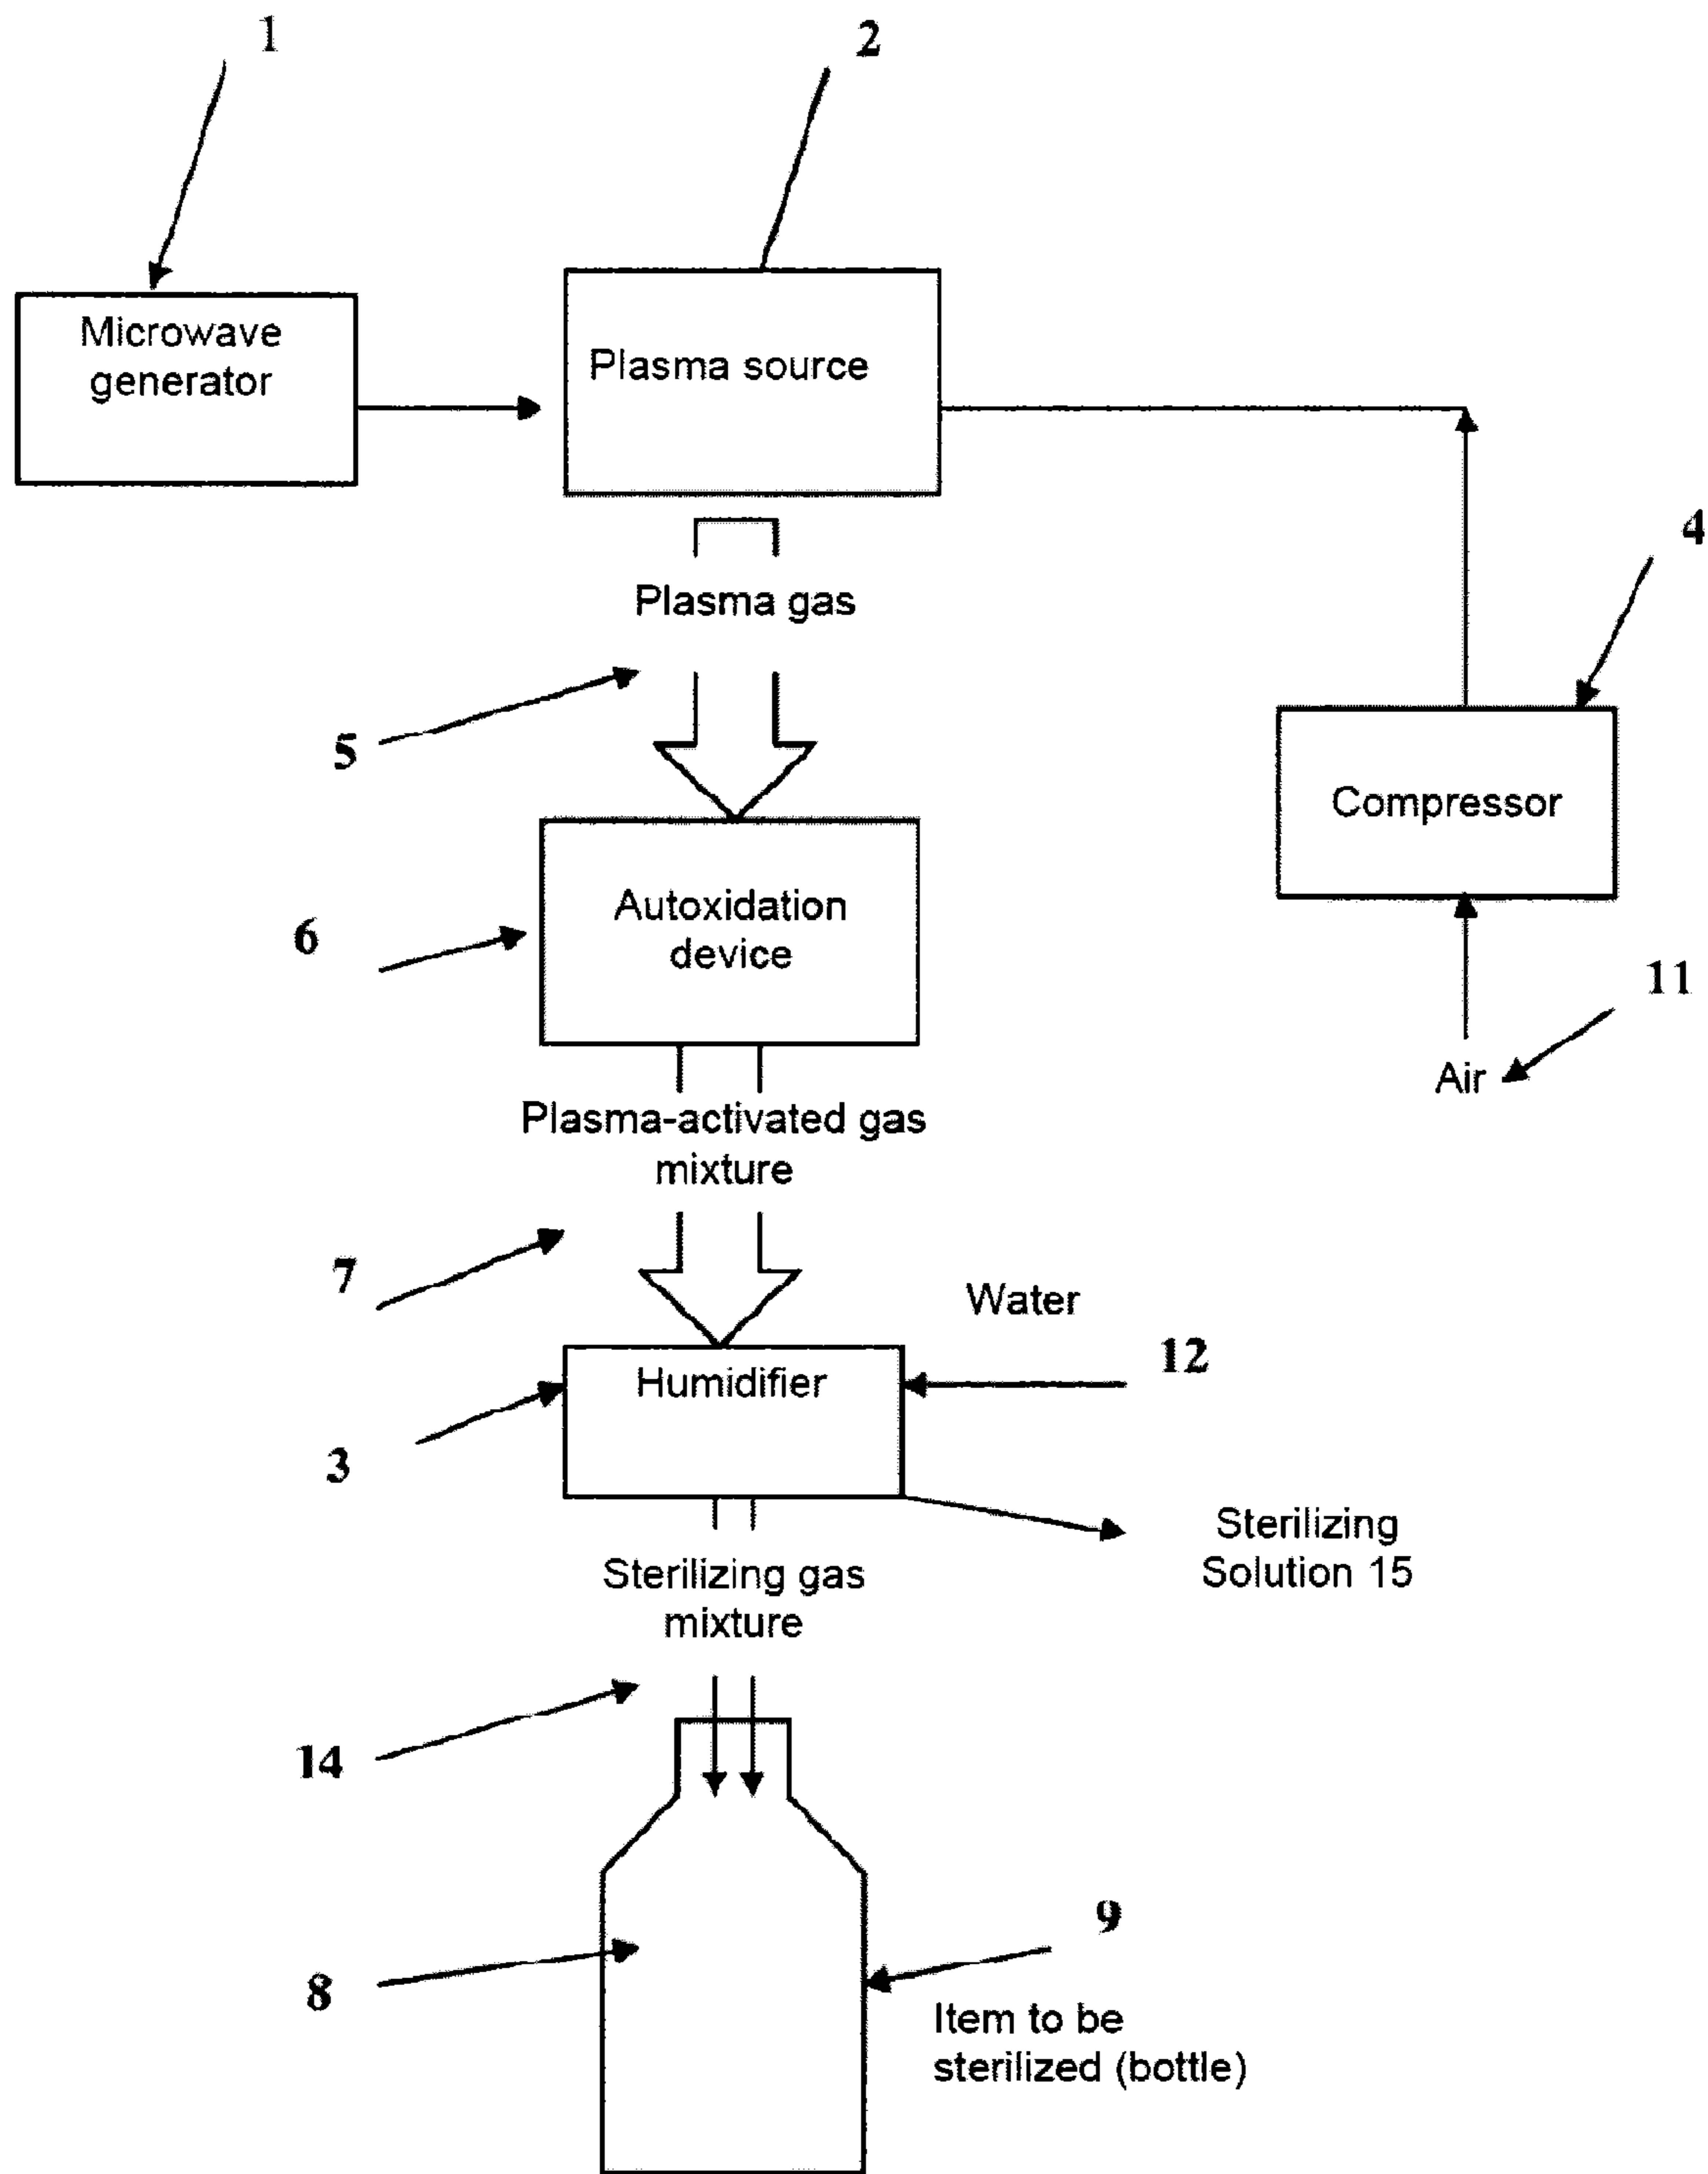 1
2
Microwave
generator
Plasma source
4
Plasma gas
5
Compressor
Autoxidation
device
6
11
Air
Plasma-activated gas
mixture
7
Water
12
Humidifier
3
Sterilizing
Solution 15
Sterilizing gas
mixture
14
9
8
Item to be
sterilized (bottle)